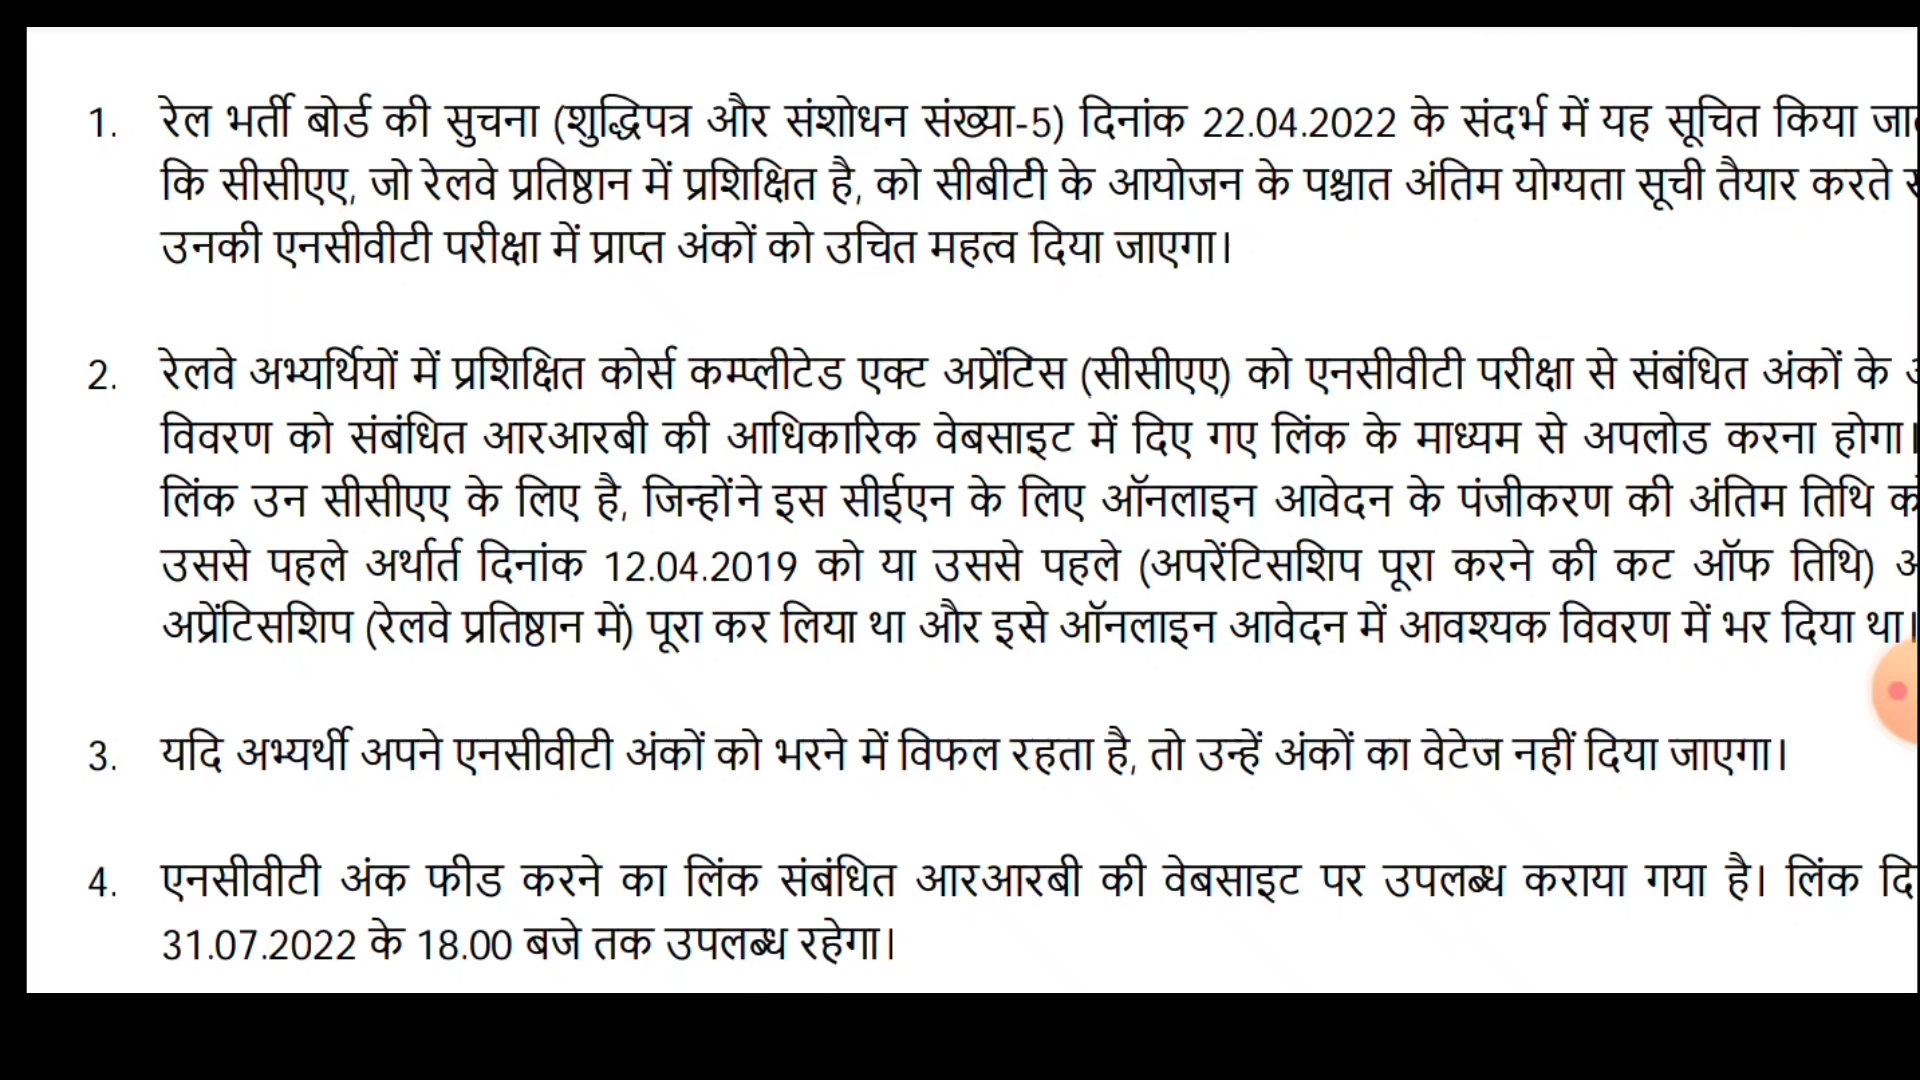 1. रेल भर्ती बोर्ड की सुचना (शुद्धिपत्र और संशोधन संख्या-5) दिनांक 22.04.2022 के संदर्भ में यह सूचित किया
कि सीसीएए, जो रेलवे प्रतिष्ठान में प्रशिक्षित है, को सीबीटी के आयोजन के पश्चात अंतिम योग्यता सूची तैयार करते
उनकी एनसीवीटी परीक्षा में प्राप्त अंकों को उचित महत्व दिया जाएगा।
2. रेलवे अभ्यर्थियों में प्रशिक्षित कोर्स कम्प्लीटेड एक्ट अप्रेंटिस (सीसीएए) को एनसीवीटी परीक्षा से संबंधित अंकों के
विवरण को संबंधित आरआरबी की आधिकारिक वेबसाइट में दिए गए लिंक के माध्यम से अपलोड करना होगा।
लिंक उन सीसीएए के लिए है, जिन्होंने इस सीईएन के लिए ऑनलाइन आवेदन के पंजीकरण की अंतिम तिथि
उससे पहले अर्थार्त दिनांक 12.04.2019 को या उससे पहले (अपरेंटिसशिप पूरा करने की कट ऑफ तिथि)
अप्रेंटिसशिप (रेलवे प्रतिष्ठान में) पूरा कर लिया था और इसे ऑनलाइन आवेदन में आवश्यक विवरण में भर दिया था।
3. यदि अभ्यर्थी अपने एनसीवीटी अंकों को भरने में विफल रहता है, तो उन्हें अंकों का वेटेज नहीं दिया जाएगा।
4. एनसीवीटी अंक फीड करने का लिंक संबंधित आरआरबी की वेबसाइट पर उपलब्ध कराया गया है। लिंक
31.07.2022 के 18.00 बजे तक उपलब्ध रहेगा।